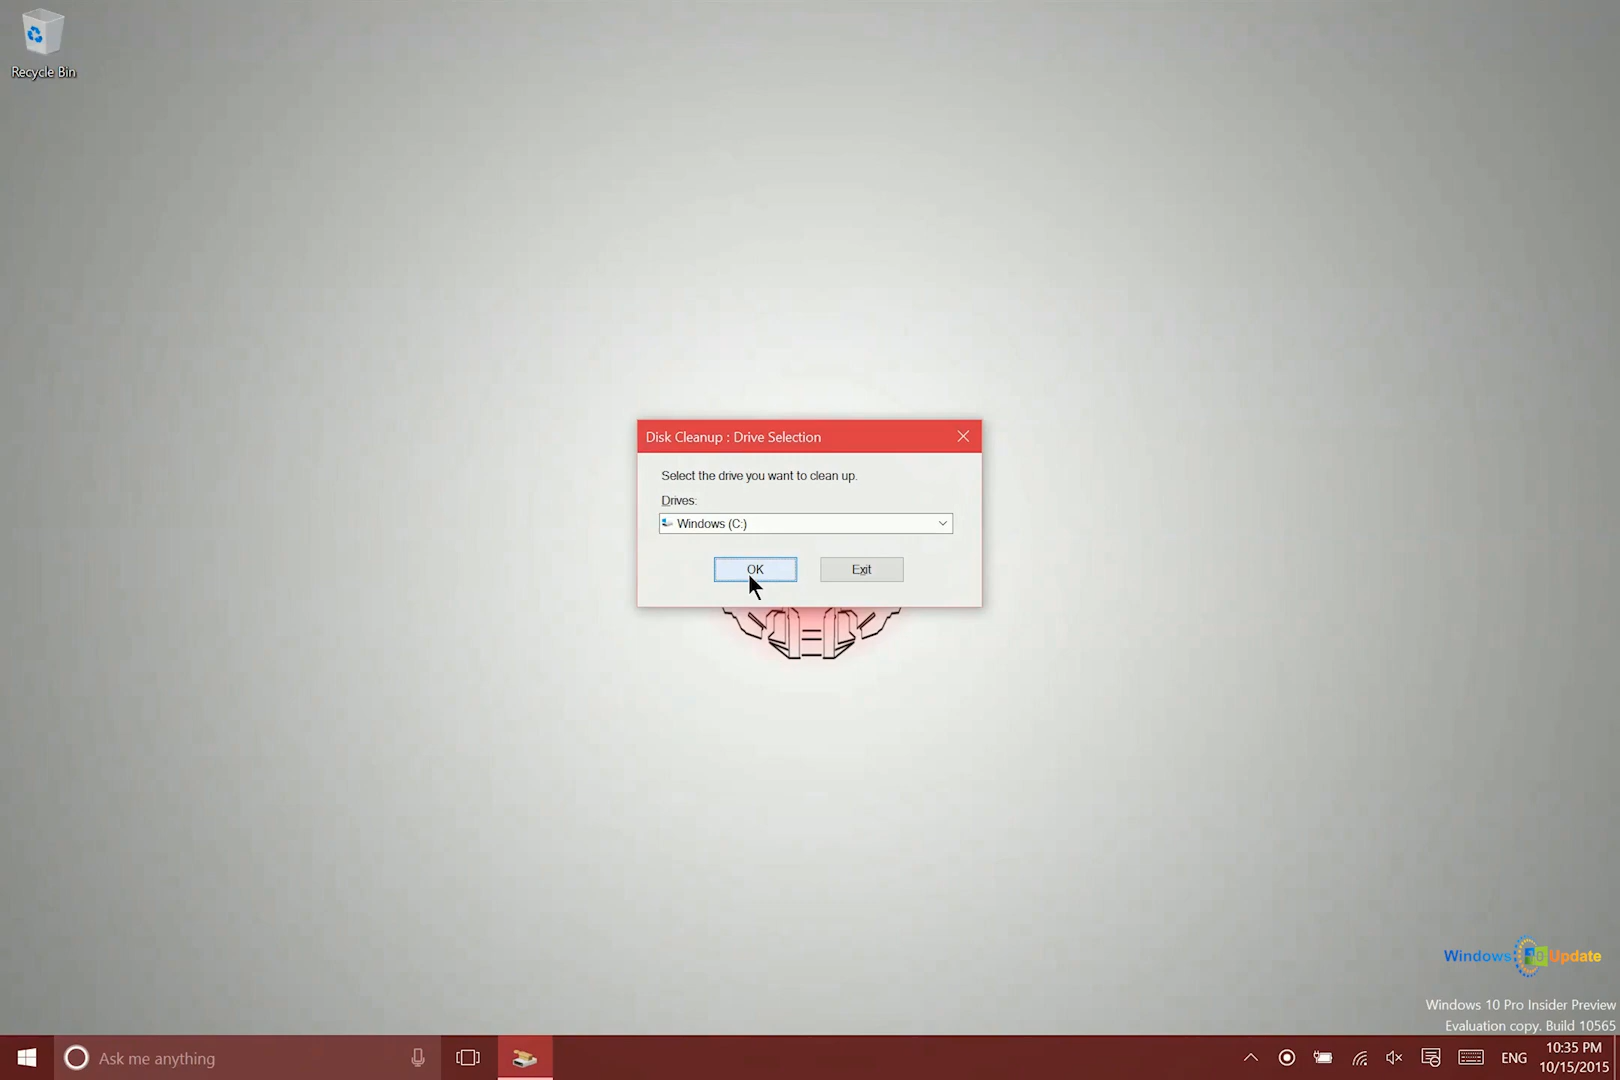 Recycle Bin
Disk Cleanup : Drive Selection
Select the drive you want to clean up.
Drives:
Windows (C:)
OK
Exit
Windows 10 Update
Windows 10 Pro Insider Preview
Evaluation copy. Build 10565
Ask me anything
ENG
10:35 PM
10/15/2015